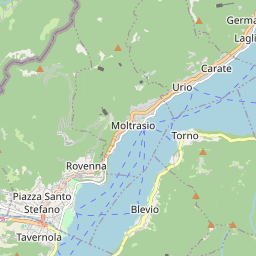 Germa
Lagli
Carate
Urio
Moltrasio
Torno
Rovenna
Piazza Santo
Stefano
Blevio
Tavernola